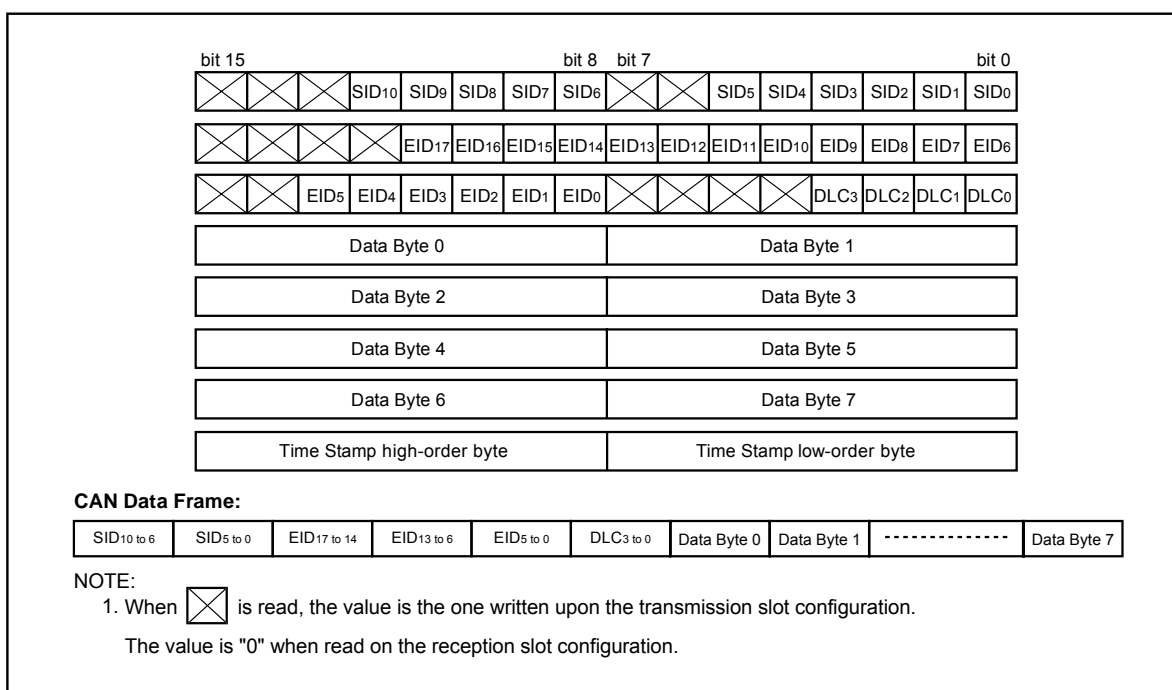 bit 15 bit 8 bit 7 bit 0
SID10 SID9 SID8 SID7 SID6 SID5 SID4 SID3 SID2 SID1 SID0
EID17 EID16 EID15 EID14 EID13 EID12 EID11 EID10 EID9 EID8 EID7 EID6
EID5 EID4 EID3 EID2 EID1 EID0 DLC3 DLC2 DLC1 DLC0
Data Byte 0 Data Byte 1
Data Byte 2 Data Byte 3
Data Byte 4 Data Byte 5
Data Byte 6 Data Byte 7
Time Stamp high-order byte Time Stamp low-order byte
CAN Data Frame:
SID10 to 6 SID5 to 0 EID17 to 14 EID13 to 6 EID5 to 0 DLC3 to 0 Data Byte 0 Data Byte 1 Data Byte 7
NOTE:
1. When is read, the value is the one written upon the transmission slot configuration.
The value is "0" when read on the reception slot configuration.